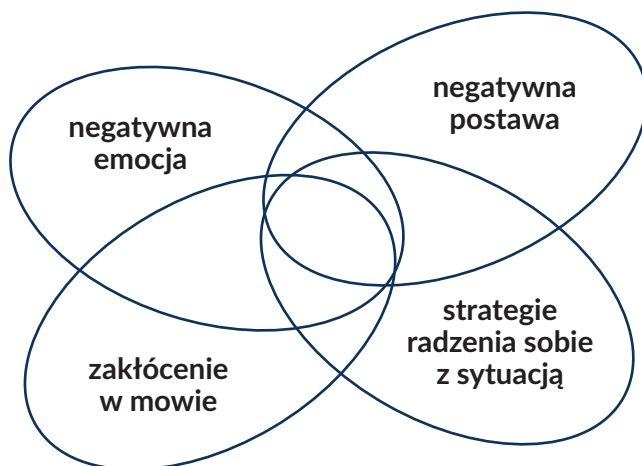 negatywna
emocja
negatywna
postawa
zakłócenie
w mowie
strategie
radzenia sobie
z sytuacją